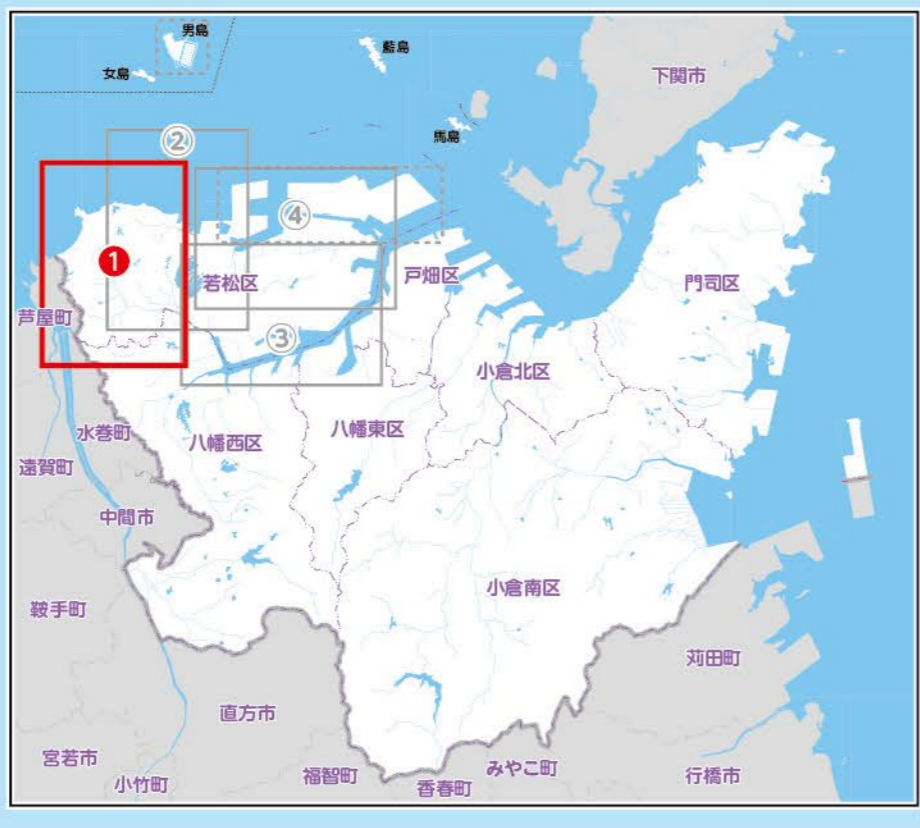 男島
藍島
女島
下関市
馬島
②
④
①
若松区
戸畑区
門司区
芦屋町
③
小倉北区
水巻町
八幡西区
八幡東区
遠賀町
中間市
小倉南区
鞍手町
苅田町
直方市
宮若市
小竹町
福智町
香春町
みやこ町
行橋市